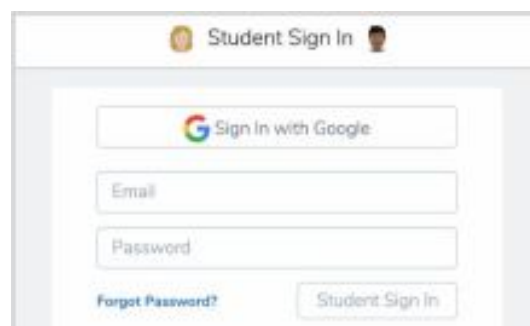 Student Sign In
Sign In with Google
Email
Password
Forgot Password? Student Sign In